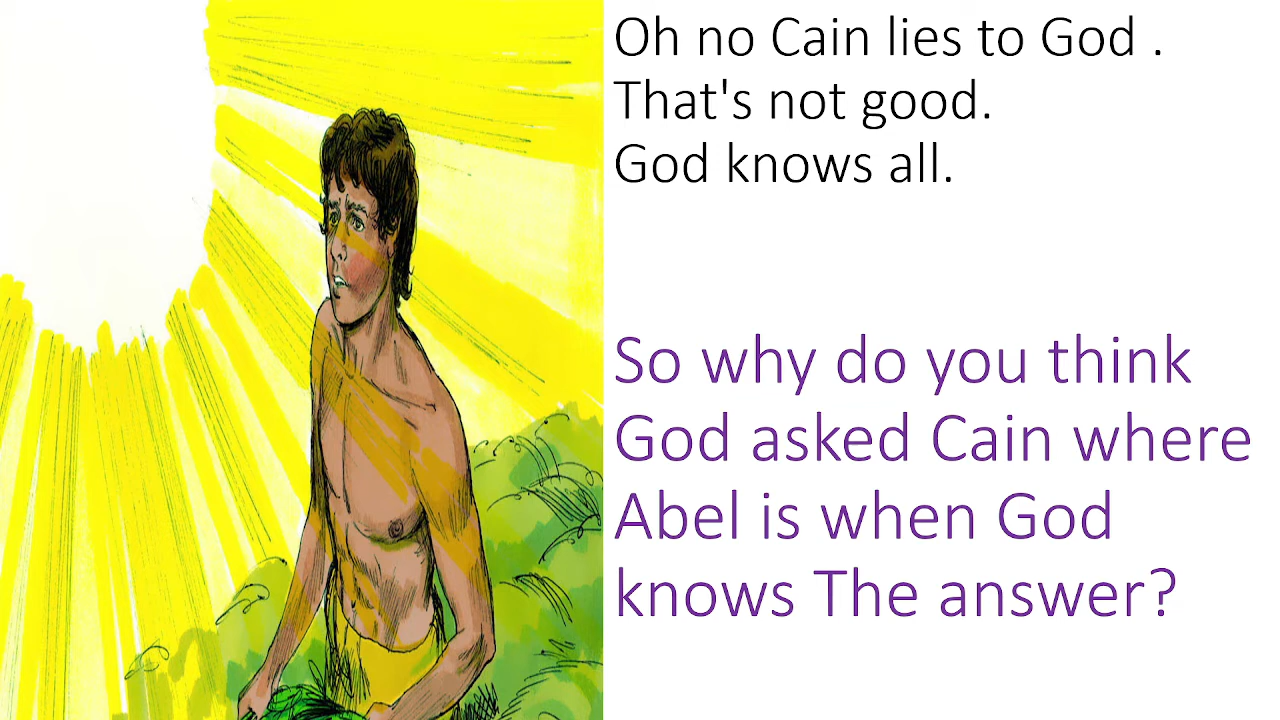 Oh no Cain lies to God .
That's not good.
God knows all.
So why do you think
God asked Cain where
Abel is when God
knows The answer?